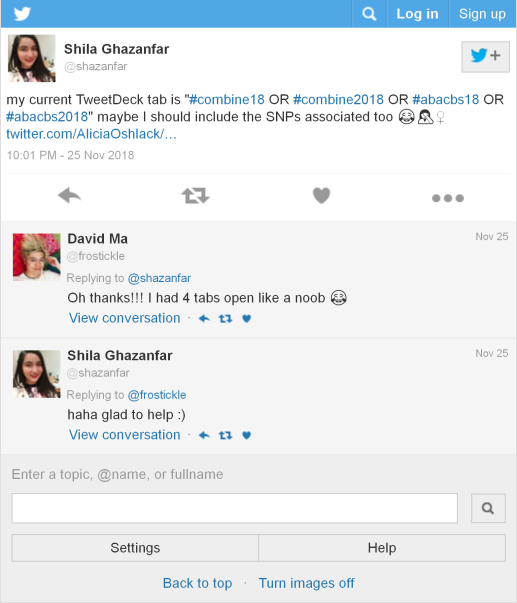 Log in Sign up
Shila Ghazanfar
@shazanfar
my current TweetDeck tab is "#combine18 OR #combine2018 OR #abacbs18 OR
#abacbs2018" maybe I should include the SNPs associated too 😂🤦🏻♀
twitter.com/AliciaOshlack/…
10:01 PM - 25 Nov 2018
David Ma Nov 25
@frostickle
Replying to @shazanfar
Oh thanks!!! I had 4 tabs open like a noob 😂
View conversation ·
Shila Ghazanfar Nov 25
@shazanfar
Replying to @frostickle
haha glad to help :)
View conversation ·
Enter a topic, @name, or fullname
Settings Help
Back to top · Turn images off